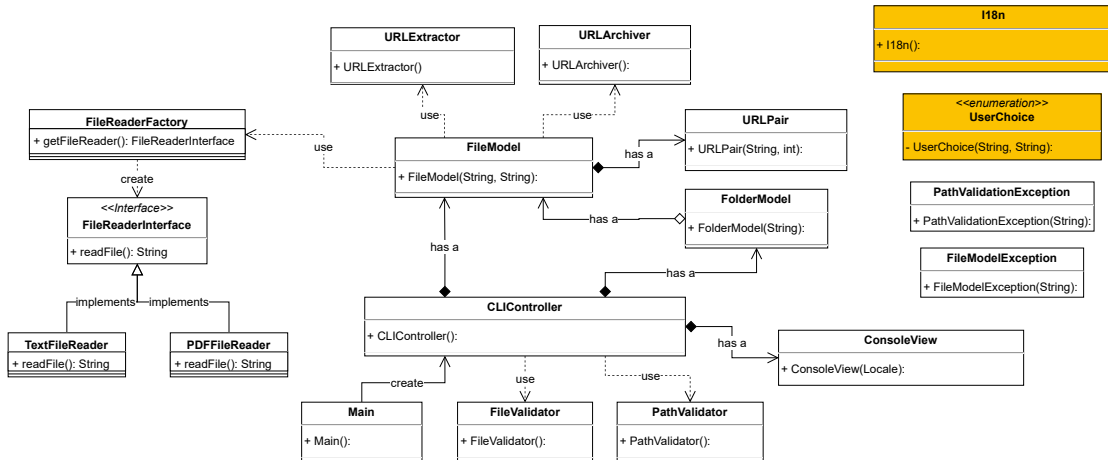 URLExtractor
+ URLExtractor()
URLArchiver
+ URLArchiver():
I18n
+ I18n():
FileReaderFactory
+ getFileReader(): FileReaderInterface
use
use
use
FileModel
+ FileModel(String, String):
has a
URLPair
+ URLPair(String, int):
<<enumeration>>
UserChoice
- UserChoice(String, String):
create
<<Interface>>
FileReaderInterface
+ readFile(): String
has a
FolderModel
+ FolderModel(String):
PathValidationException
+ PathValidationException(String):
has a
has a
FileModelException
+ FileModelException(String):
implements
implements
CLIController
+ CLIController():
TextFileReader
+ readFile(): String
PDFFileReader
+ readFile(): String
has a
ConsoleView
+ ConsoleView(Locale):
create
use
use
Main
+ Main():
FileValidator
+ FileValidator():
PathValidator
+ PathValidator():